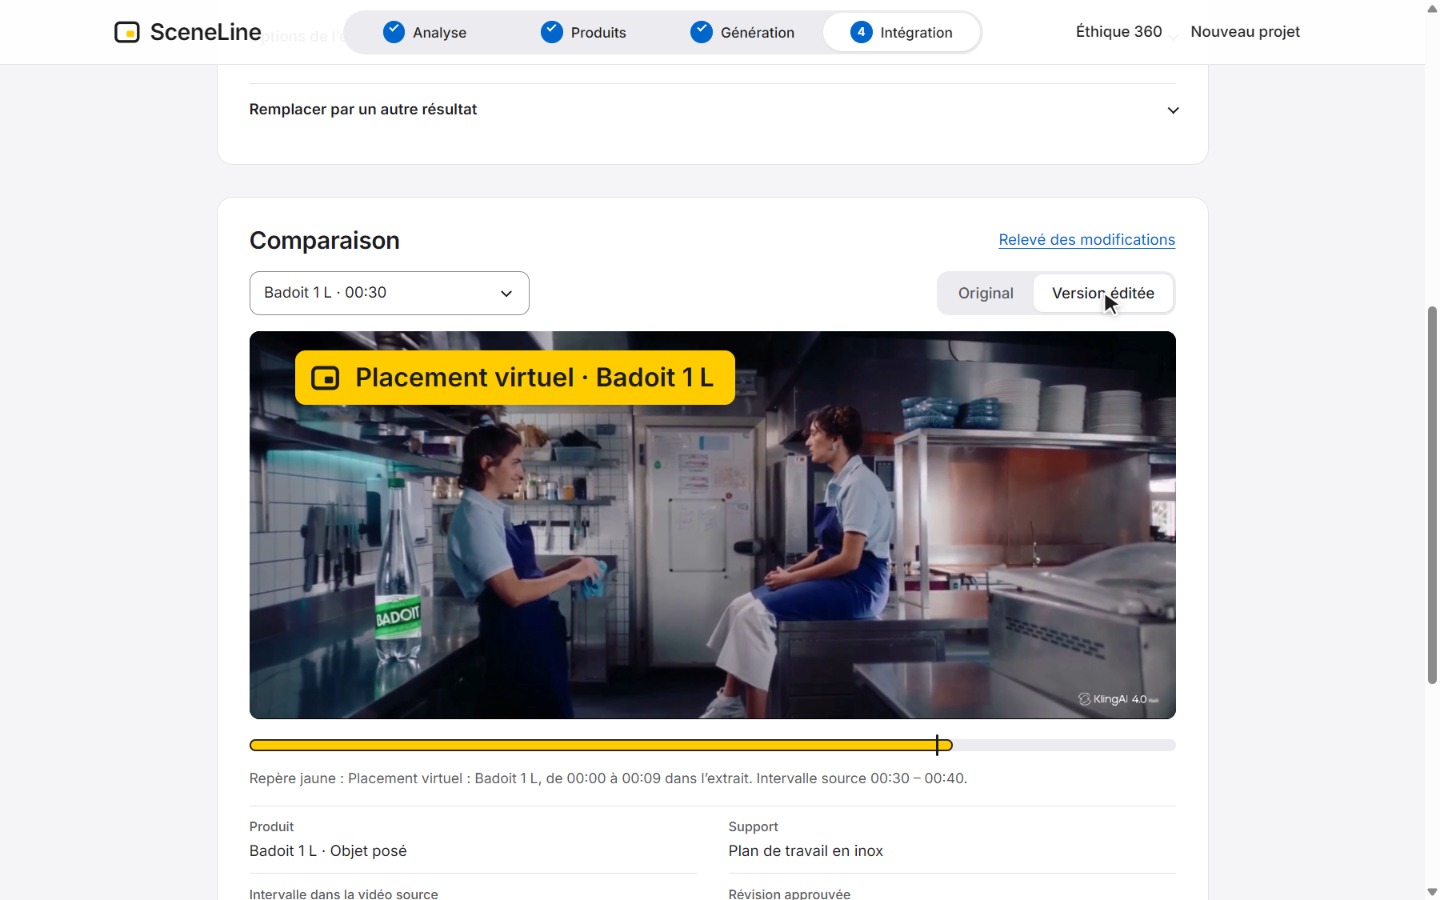 SceneLine
Analyse
Produits
Génération
4 Intégration
Éthique 360
Nouveau projet
Remplacer par un autre résultat
Comparaison
Relevé des modifications
Badoit 1 L · 00:30
Original
Version éditée
Placement virtuel · Badoit 1 L
BADOIT
KlingAI 4.0
Repère jaune : Placement virtuel : Badoit 1 L, de 00:00 à 00:09 dans l’extrait. Intervalle source 00:30 – 00:40.
Produit
Badoit 1 L · Objet posé
Support
Plan de travail en inox
Intervalle dans la vidéo source
Révision approuvée